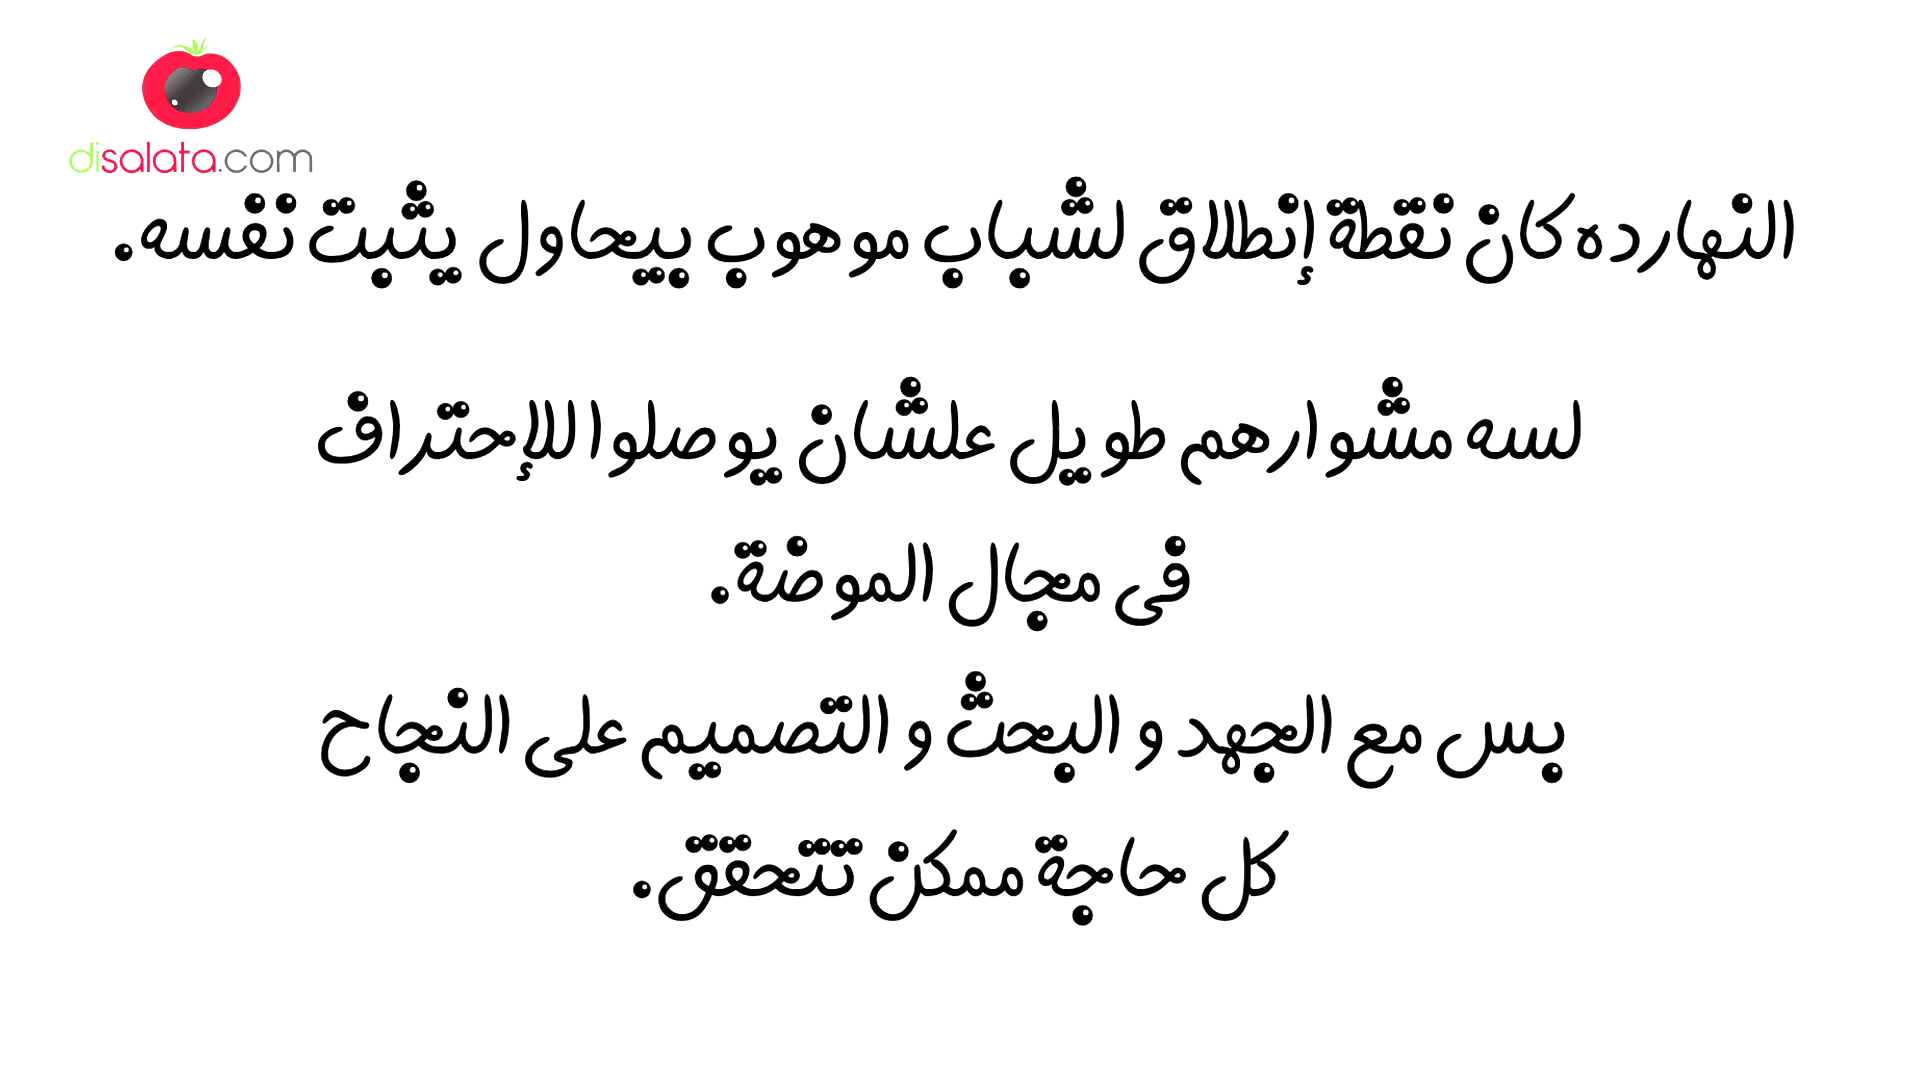 disalata.com
النهارده كان نقطة إنطلاق لشباب موهوب بيحاول يثبت نفسه.
لسه مشوارهم طويل علشان يوصلوا للإحتراف
فى مجال الموضة.
بس مع الجهد و البحث و التصميم على النجاح
كل حاجة ممكن تتحقق.